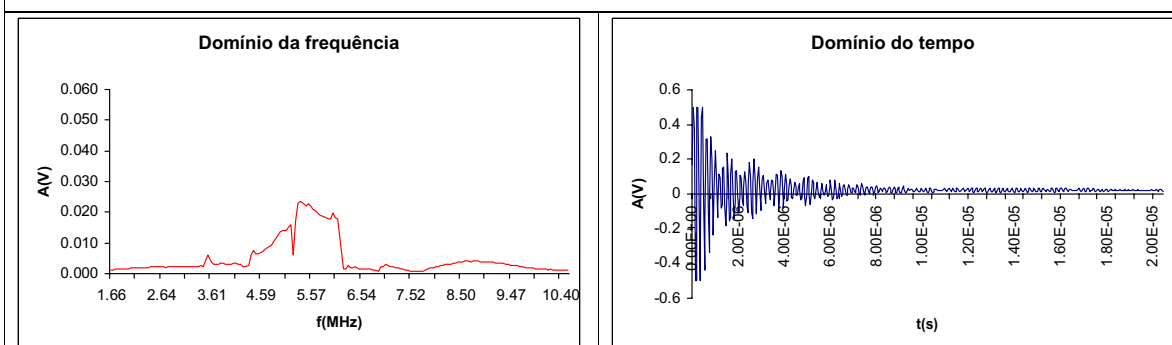 Domínio da frequência
0.060
0.050
0.040
0.030
0.020
0.010
0.000
A(V)
1.66 2.64 3.61 4.59 5.57 6.54 7.52 8.50 9.47 10.40
f(MHz)
Domínio do tempo
0.6
0.4
0.2
0
-0.2
-0.4
-0.6
A(V)
0.00E+00 2.00E-06 4.00E-06 6.00E-06 8.00E-06 1.00E-05 1.20E-05 1.40E-05 1.60E-05 1.80E-05 2.00E-05
t(s)